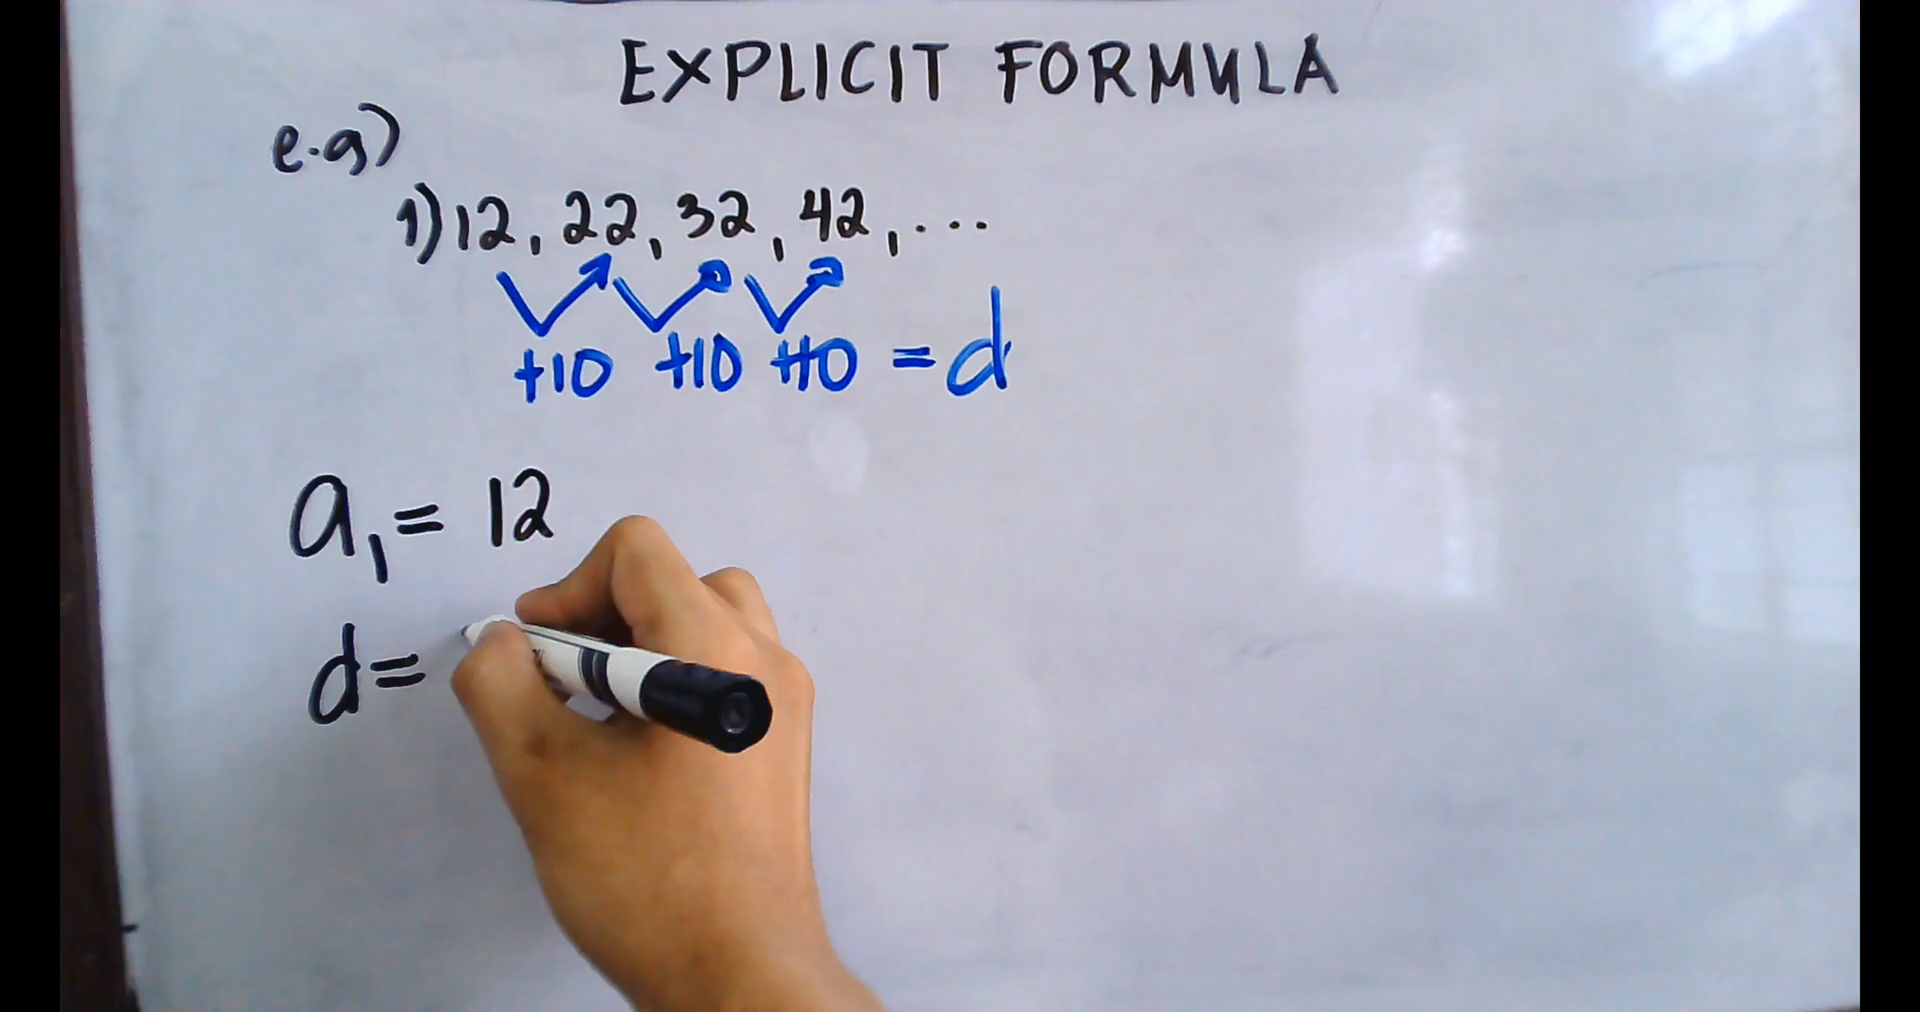 EXPLICIT FORMULA
e.g)
1) 12, 22, 32, 42, ...
+10 +10 +10 = d
a₁ = 12
d =